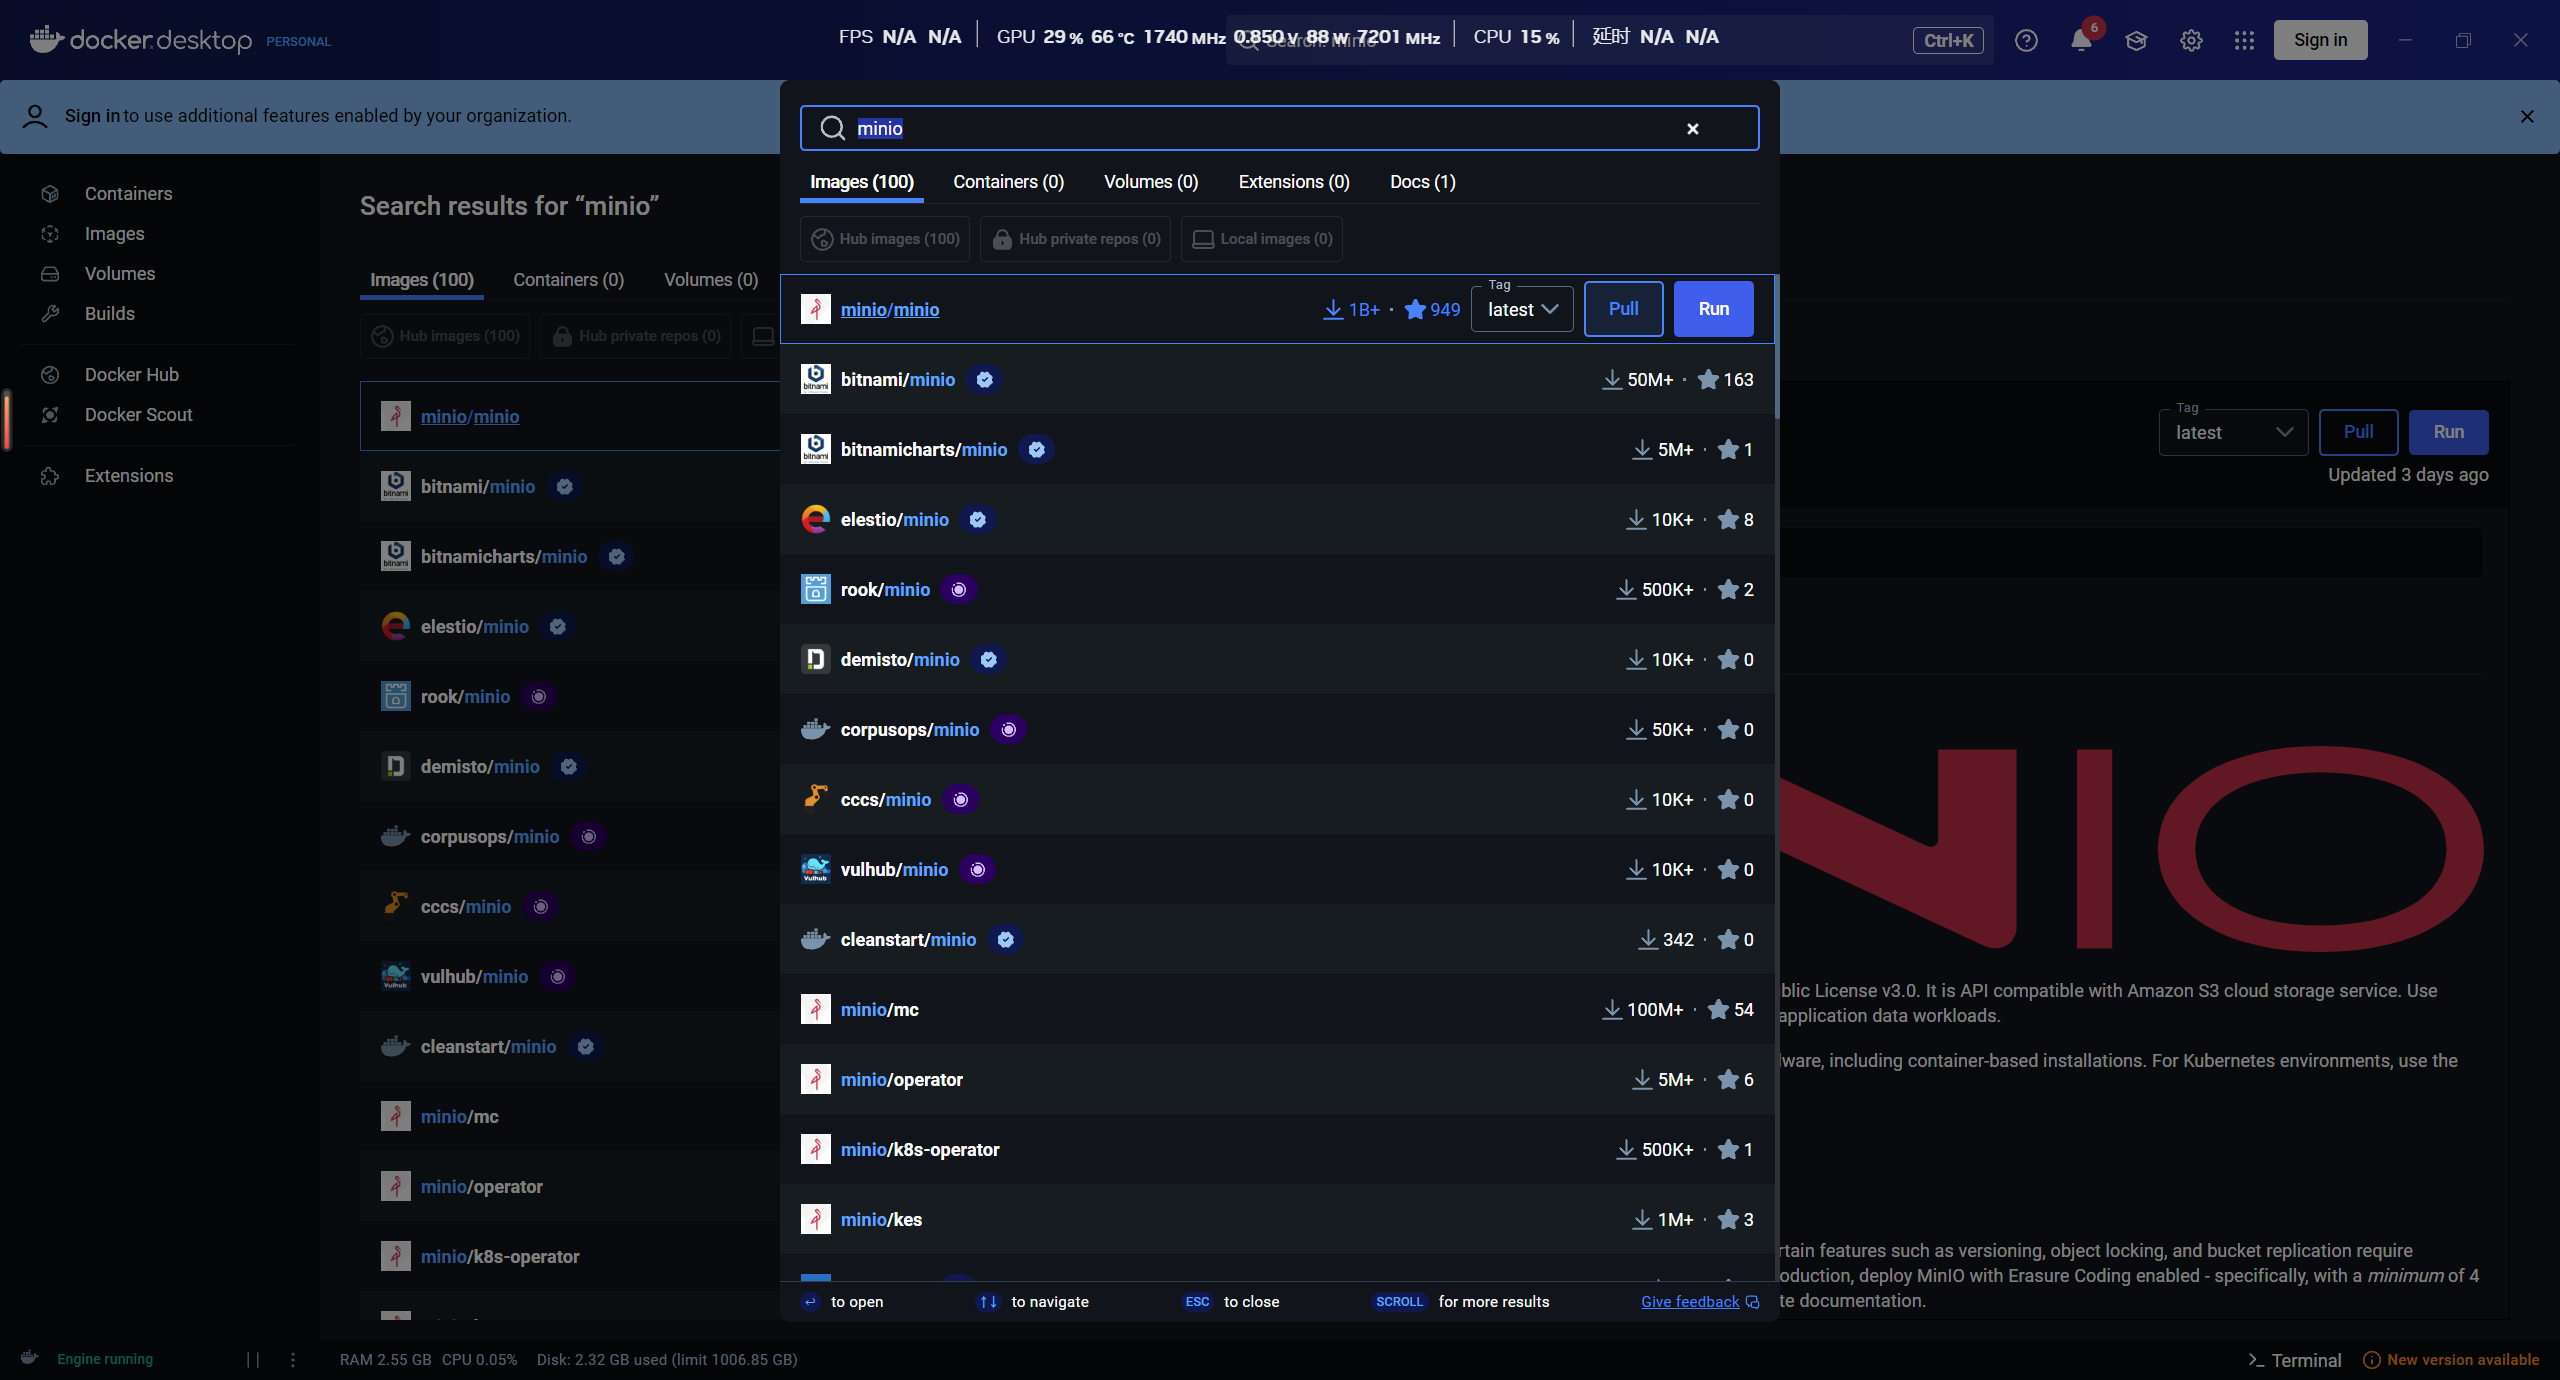 docker.desktop PERSONAL
FPS N/A N/A GPU 29 % 66 °C 1740 MHz 0.850 V 88 W 7201 MHz CPU 15 % 延时 N/A N/A
Ctrl+K
6
Sign in
Sign in to use additional features enabled by your organization.
Containers
Images
Volumes
Builds
Docker Hub
Docker Scout
Extensions
Search results for “minio”
Images (100) Containers (0) Volumes (0)
Hub images (100) Hub private repos (0)
minio/minio
bitnami/minio
bitnamicharts/minio
elestio/minio
rook/minio
demisto/minio
corpusops/minio
cccs/minio
vulhub/minio
cleanstart/minio
minio/mc
minio/operator
minio/k8s-operator
minio
Images (100) Containers (0) Volumes (0) Extensions (0) Docs (1)
Hub images (100) Hub private repos (0) Local images (0)
minio/minio 1B+ · 949 Tag latest Pull Run
bitnami/minio 50M+ · 163
bitnamicharts/minio 5M+ · 1
elestio/minio 10K+ · 8
rook/minio 500K+ · 2
demisto/minio 10K+ · 0
corpusops/minio 50K+ · 0
cccs/minio 10K+ · 0
vulhub/minio 10K+ · 0
cleanstart/minio 342 · 0
minio/mc 100M+ · 54
minio/operator 5M+ · 6
minio/k8s-operator 500K+ · 1
minio/kes 1M+ · 3
to open to navigate ESC to close SCROLL for more results Give feedback
Tag
latest Pull Run
Updated 3 days ago
NIO
blic License v3.0. It is API compatible with Amazon S3 cloud storage service. Use
application data workloads.
ware, including container-based installations. For Kubernetes environments, use the
rtain features such as versioning, object locking, and bucket replication require
oduction, deploy MinIO with Erasure Coding enabled - specifically, with a minimum of 4
te documentation.
Engine running RAM 2.55 GB CPU 0.05% Disk: 2.32 GB used (limit 1006.85 GB) Terminal New version available